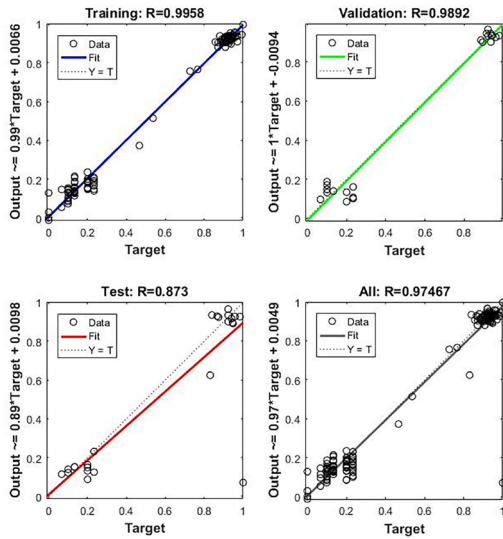 Training: R=0.9958
Output ~= 0.99*Target + 0.0066
1
0.8
0.6
0.4
0.2
0
Data
Fit
Y = T
0 0.2 0.4 0.6 0.8 1
Target
Validation: R=0.9892
Output ~= 1*Target + -0.0094
1
0.8
0.6
0.4
0.2
0
Data
Fit
Y = T
0 0.2 0.4 0.6 0.8 1
Target
Test: R=0.873
Output ~= 0.89*Target + 0.0098
1
0.8
0.6
0.4
0.2
0
Data
Fit
Y = T
0 0.2 0.4 0.6 0.8 1
Target
All: R=0.97467
Output ~= 0.97*Target + 0.0049
1
0.8
0.6
0.4
0.2
0
Data
Fit
Y = T
0 0.2 0.4 0.6 0.8 1
Target